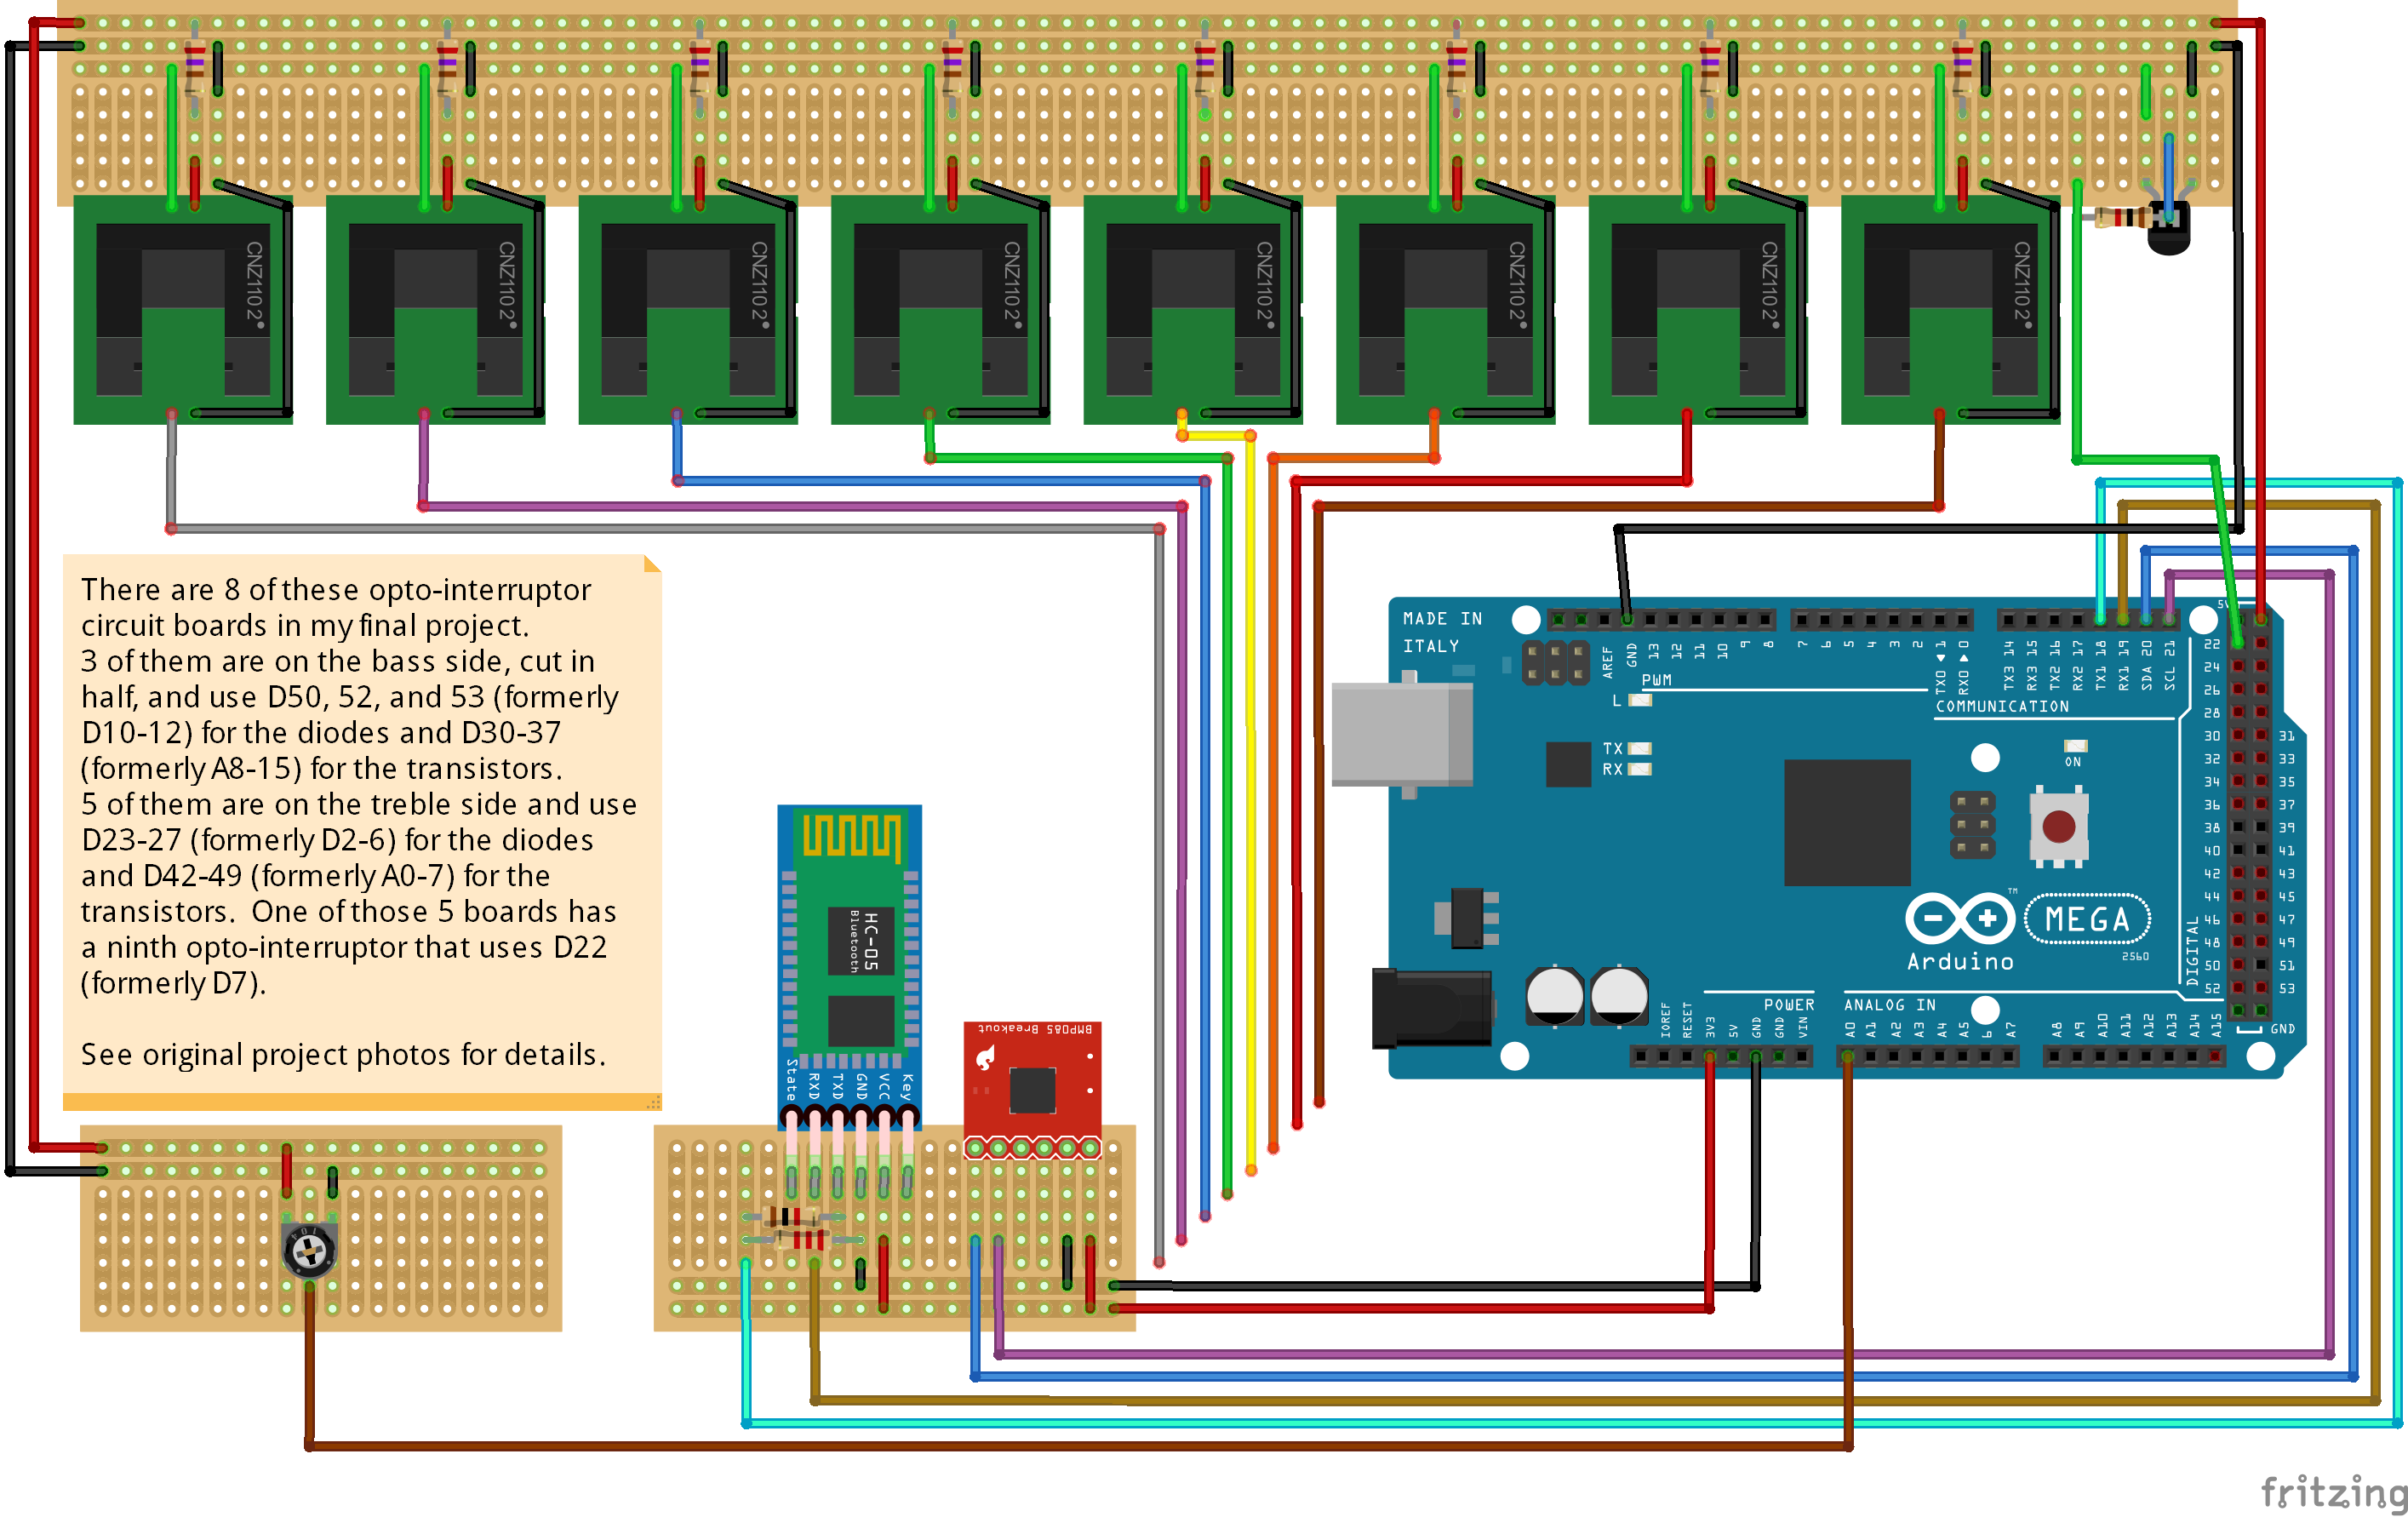 CNZ1102
CNZ1102
CNZ1102
CNZ1102
CNZ1102
CNZ1102
CNZ1102
CNZ1102
There are 8 of these opto-interruptor
circuit boards in my final project.
3 of them are on the bass side, cut in
half, and use D50, 52, and 53 (formerly
D10-12) for the diodes and D30-37
(formerly A8-15) for the transistors.
5 of them are on the treble side and use
D23-27 (formerly D2-6) for the diodes
and D42-49 (formerly A0-7) for the
transistors.  One of those 5 boards has
a ninth opto-interruptor that uses D22
(formerly D7).
See original project photos for details.
HC-05
Bluetooth
State
RXD
TXD
GND
VCC
Key
BMP085 Breakout
MADE IN
ITALY
AREF
GND
13
12
11
10
9
8
7
6
5
4
3
2
TX0 1
RX0 0
TX3 14
RX3 15
TX2 16
RX2 17
TX1 18
RX1 19
SDA 20
SCL 21
PWM
COMMUNICATION
L
TX
RX
ON
5V
22
24
26
28
30 31
32 33
34 35
36 37
38 39
40 41
42 43
44 45
46 47
48 49
50 51
52 53
GND
DIGITAL
Arduino
TM
MEGA
2560
POWER
ANALOG IN
IOREF
RESET
3V3
5V
GND
GND
VIN
A0
A1
A2
A3
A4
A5
6
A7
A8
A9
A10
A11
A12
A13
A14
A15
fritzing